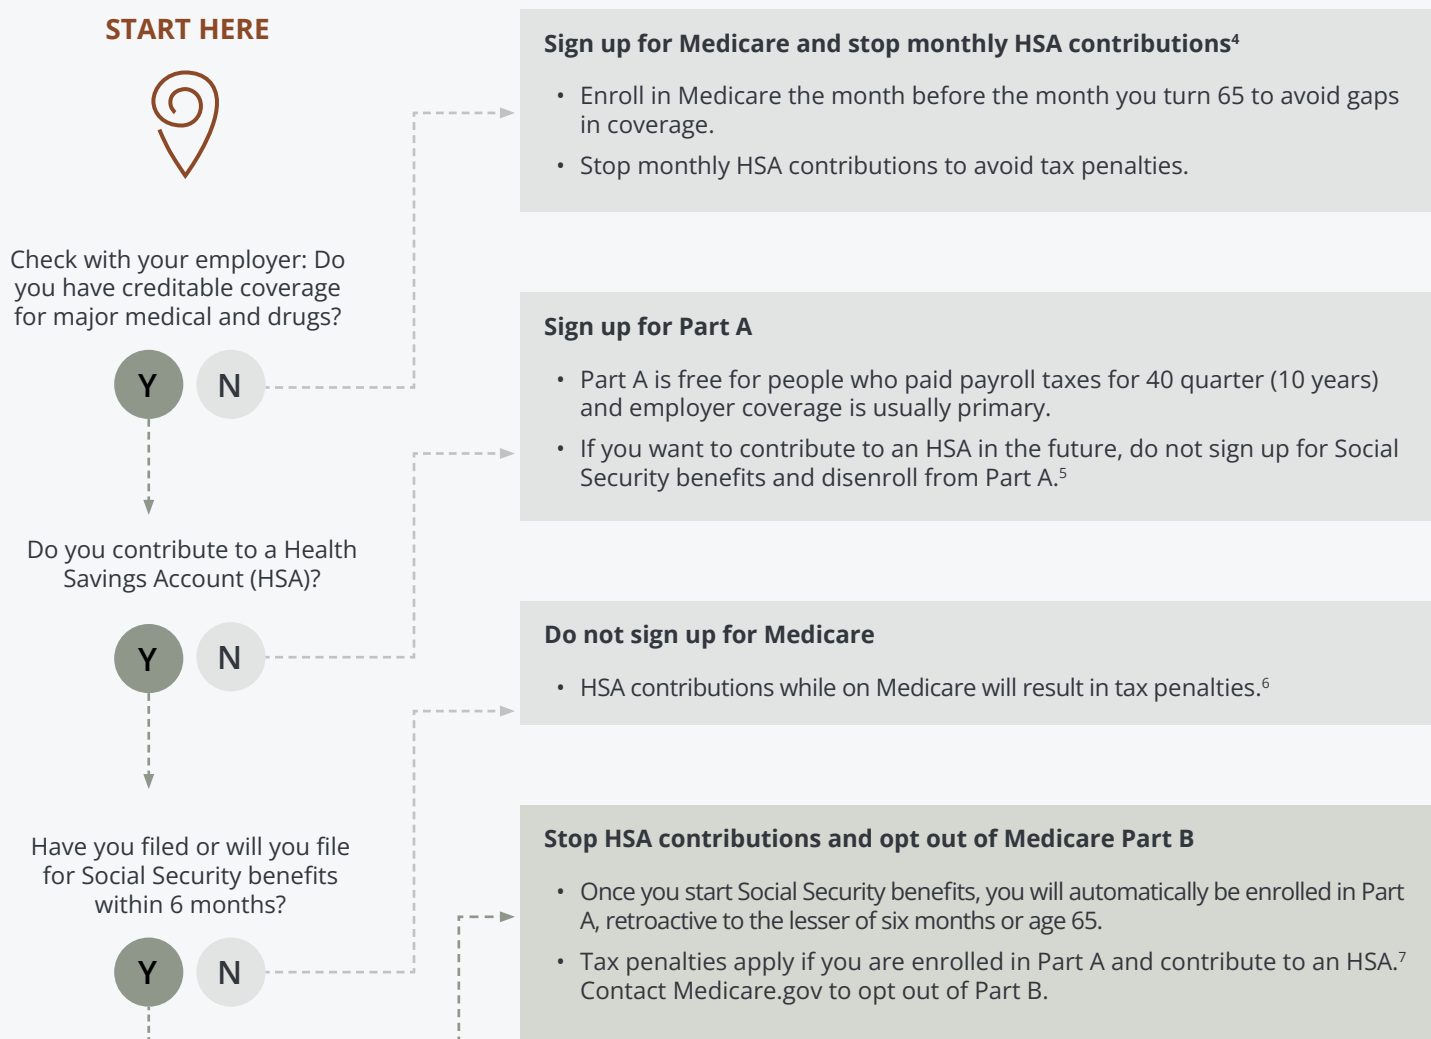 START HERE
Check with your employer: Do
you have creditable coverage
for major medical and drugs?
Y N
Do you contribute to a Health
Savings Account (HSA)?
Y N
Have you filed or will you file
for Social Security benefits
within 6 months?
Y N
Sign up for Medicare and stop monthly HSA contributions⁴
• Enroll in Medicare the month before the month you turn 65 to avoid gaps
in coverage.
• Stop monthly HSA contributions to avoid tax penalties.
Sign up for Part A
• Part A is free for people who paid payroll taxes for 40 quarter (10 years)
and employer coverage is usually primary.
• If you want to contribute to an HSA in the future, do not sign up for Social
Security benefits and disenroll from Part A.⁵
Do not sign up for Medicare
• HSA contributions while on Medicare will result in tax penalties.⁶
Stop HSA contributions and opt out of Medicare Part B
• Once you start Social Security benefits, you will automatically be enrolled in Part
A, retroactive to the lesser of six months or age 65.
• Tax penalties apply if you are enrolled in Part A and contribute to an HSA.⁷
Contact Medicare.gov to opt out of Part B.